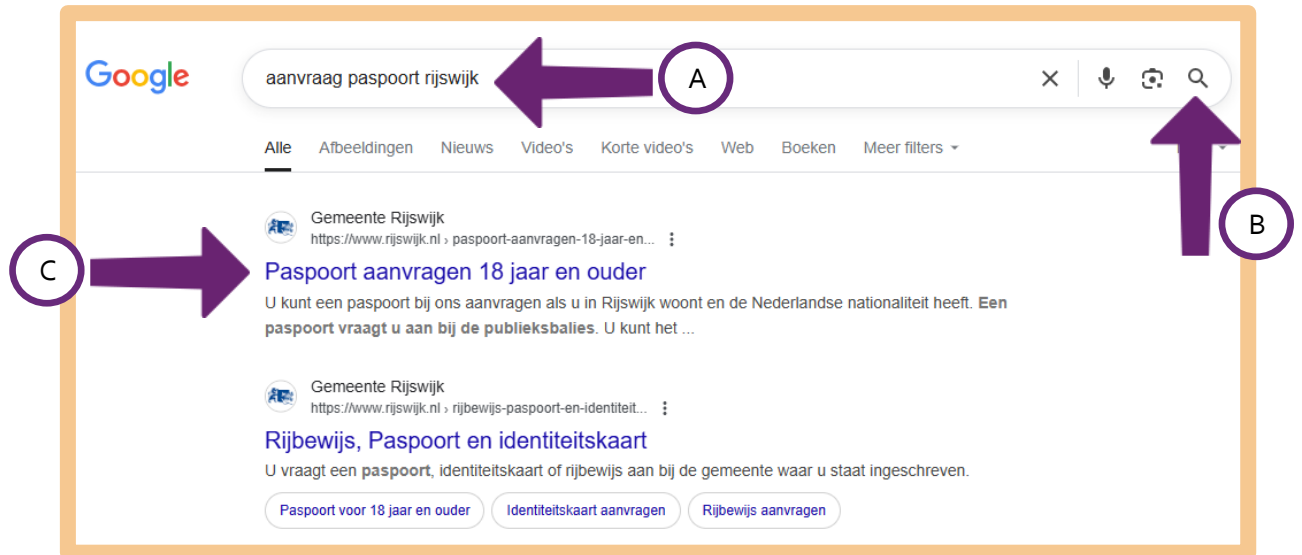 Google
aanvraag paspoort rijswijk
A
Alle Afbeeldingen Nieuws Video's Korte video's Web Boeken Meer filters
B
Gemeente Rijswijk
https://www.rijswijk.nl › paspoort-aanvragen-18-jaar-en...
C
Paspoort aanvragen 18 jaar en ouder
U kunt een paspoort bij ons aanvragen als u in Rijswijk woont en de Nederlandse nationaliteit heeft. Een
paspoort vraagt u aan bij de publieksbalies. U kunt het ...
Gemeente Rijswijk
https://www.rijswijk.nl › rijbewijs-paspoort-en-identiteit...
Rijbewijs, Paspoort en identiteitskaart
U vraagt een paspoort, identiteitskaart of rijbewijs aan bij de gemeente waar u staat ingeschreven.
Paspoort voor 18 jaar en ouder Identiteitskaart aanvragen Rijbewijs aanvragen